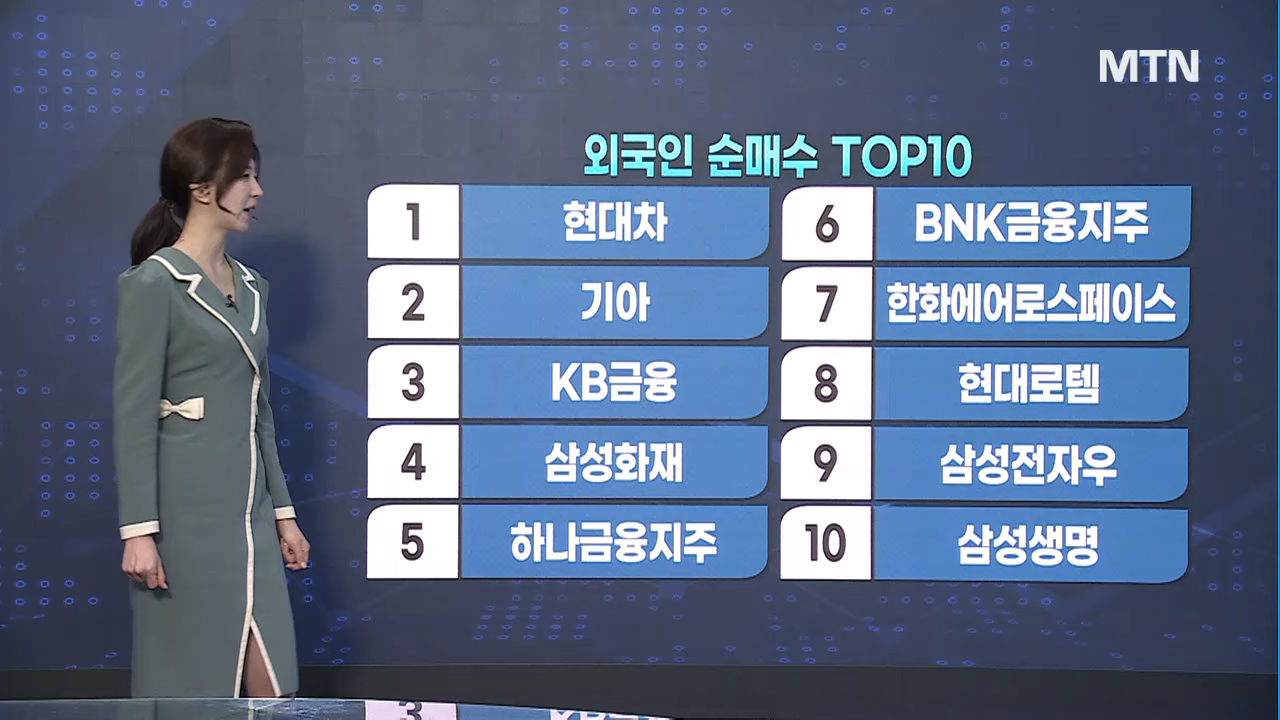 MTN
외국인 순매수 TOP10
1 현대차
2 기아
3 KB금융
4 삼성화재
5 하나금융지주
6 BNK금융지주
7 한화에어로스페이스
8 현대로템
9 삼성전자우
10 삼성생명
3